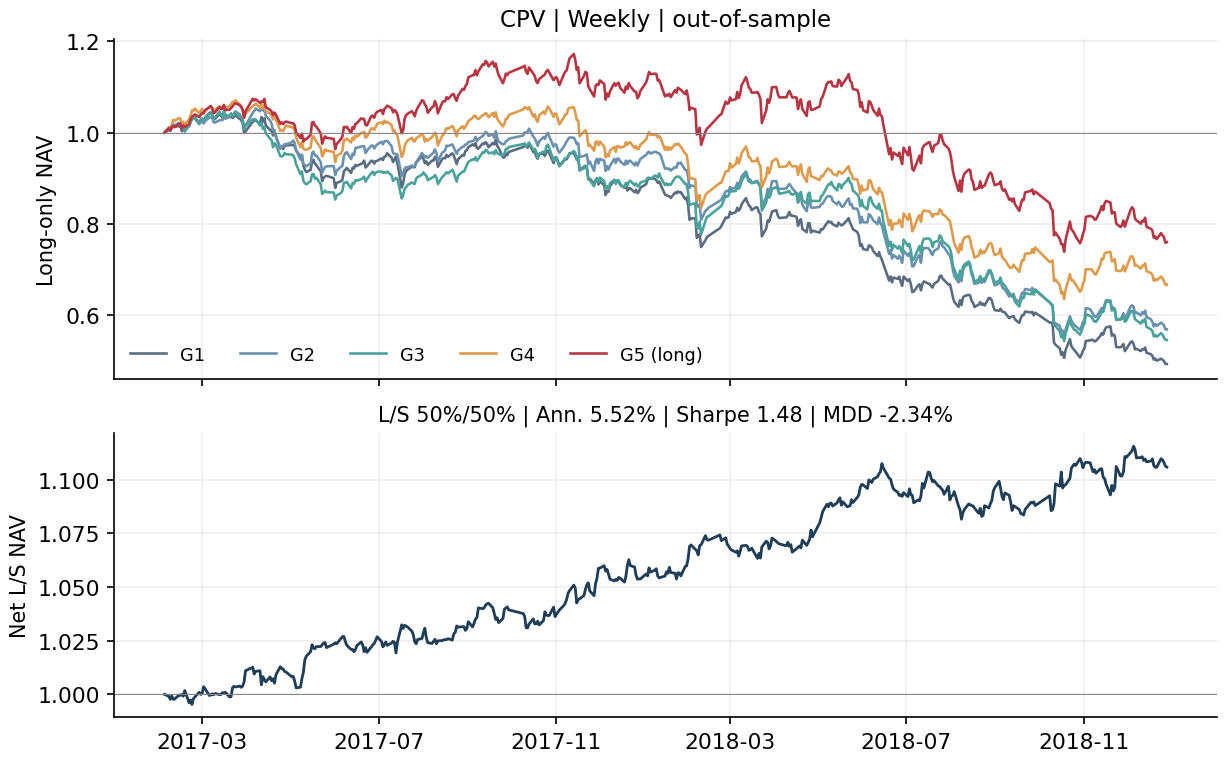 CPV | Weekly | out-of-sample
Long-only NAV
1.2
1.0
0.8
0.6
G1 G2 G3 G4 G5 (long)
L/S 50%/50% | Ann. 5.52% | Sharpe 1.48 | MDD -2.34%
Net L/S NAV
1.100
1.075
1.050
1.025
1.000
2017-03 2017-07 2017-11 2018-03 2018-07 2018-11